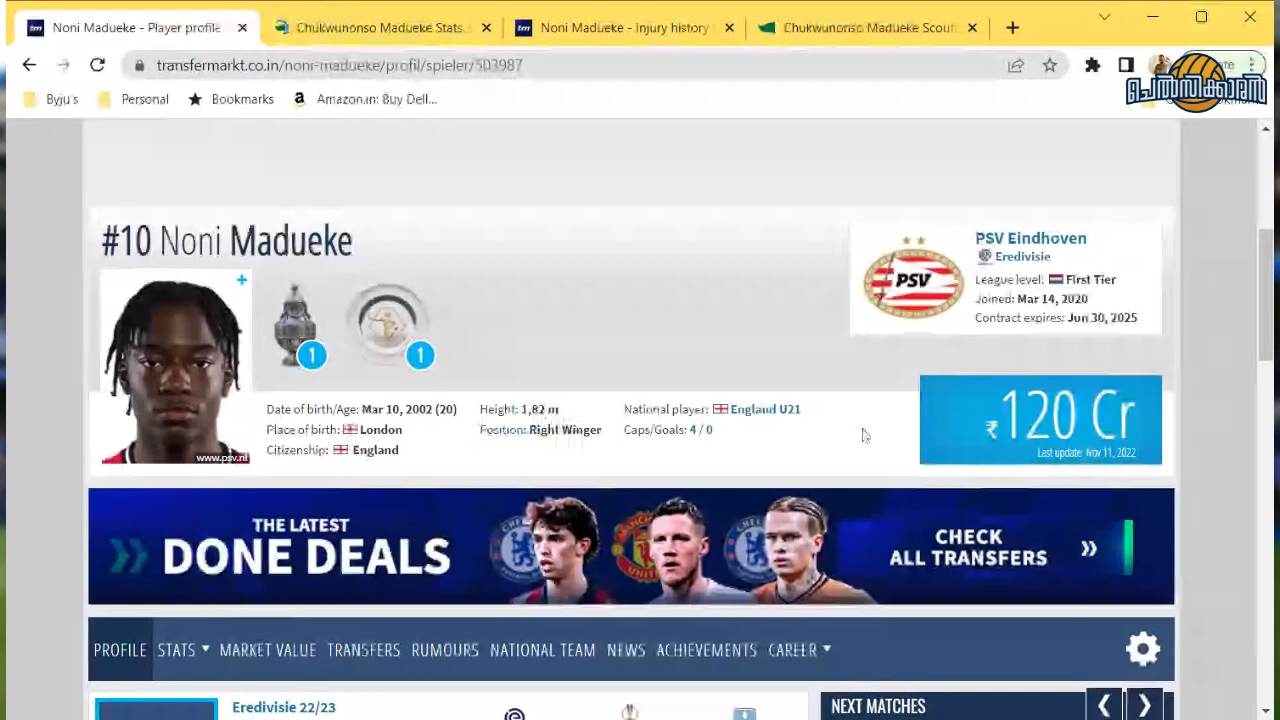 Noni Madueke - Player profile
Chukwunonso Madueke Stats,
Noni Madueke - Injury history
Chukwunonso Madueke Scout
transfermarkt.co.in/noni-madueke/profil/spieler/503987
Byju's
Personal
Bookmarks
a Amazon.in: Buy Dell...
ചെൽസിക്കാരൻ
#10 Noni Madueke
PSV
PSV Eindhoven
Eredivisie
League level: First Tier
Joined: Mar 14, 2020
Contract expires: Jun 30, 2025
1
1
www.psv.nl
Date of birth/Age: Mar 10, 2002 (20)
Place of birth: London
Citizenship: England
Height: 1,82 m
Position: Right Winger
National player: England U21
Caps/Goals: 4 / 0
₹120 Cr
Last update: Nov 11, 2022
THE LATEST
DONE DEALS
CHECK
ALL TRANSFERS
PROFILE STATS MARKET VALUE TRANSFERS RUMOURS NATIONAL TEAM NEWS ACHIEVEMENTS CAREER
Eredivisie 22/23
NEXT MATCHES